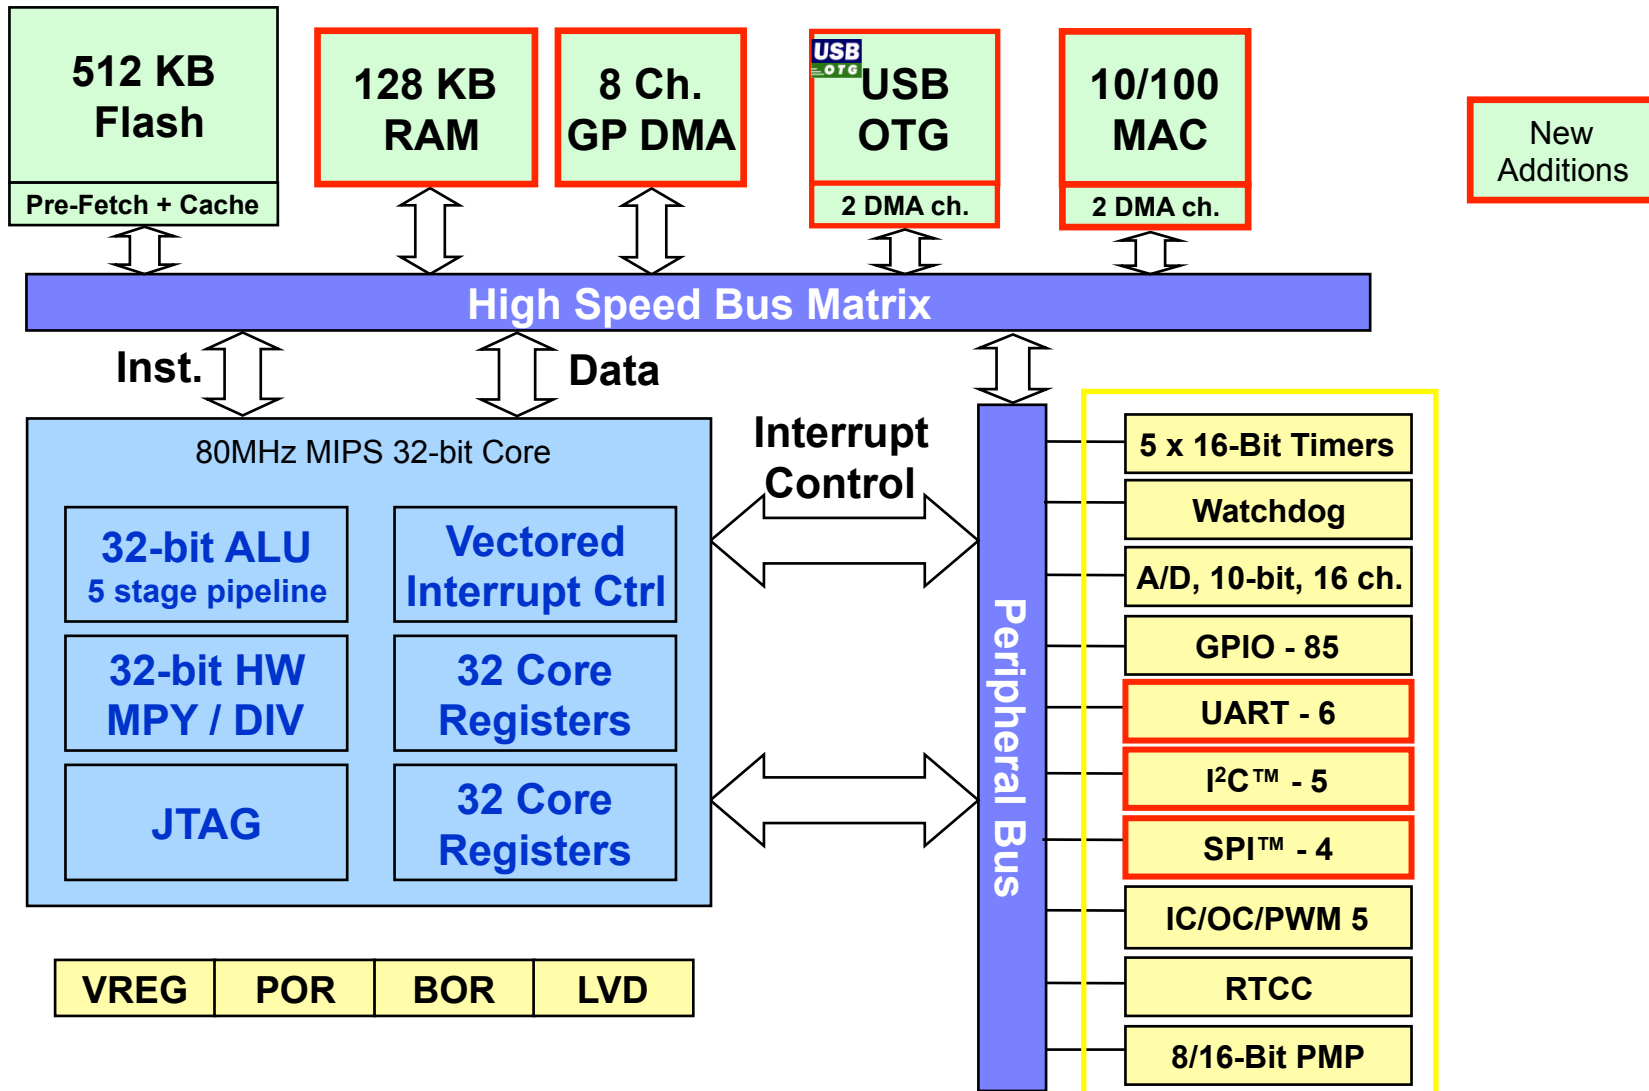 512 KB
Flash
Pre-Fetch + Cache
128 KB
RAM
8 Ch.
GP DMA
USB
OTG
USB
OTG
2 DMA ch.
10/100
MAC
2 DMA ch.
New
Additions
High Speed Bus Matrix
Inst.
Data
80MHz MIPS 32-bit Core
32-bit ALU
5 stage pipeline
Vectored
Interrupt Ctrl
32-bit HW
MPY / DIV
32 Core
Registers
JTAG
32 Core
Registers
Interrupt
Control
Peripheral Bus
5 x 16-Bit Timers
Watchdog
A/D, 10-bit, 16 ch.
GPIO - 85
UART - 6
I²C™ - 5
SPI™ - 4
IC/OC/PWM 5
RTCC
8/16-Bit PMP
VREG
POR
BOR
LVD